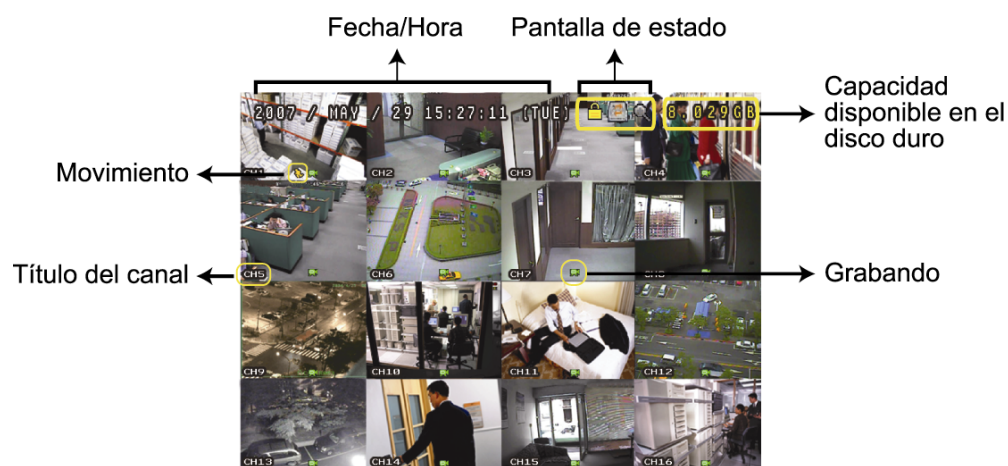 Fecha/Hora
Pantalla de estado
2007 / MAY / 29 15:27:11 (TUE)
8.029GB
Capacidad
disponible en el
disco duro
Movimiento
CH1
CH2
CH3
CH4
Título del canal
CH5
CH6
CH7
CH8
Grabando
CH9
CH10
CH11
CH12
CH13
CH14
CH15
CH16